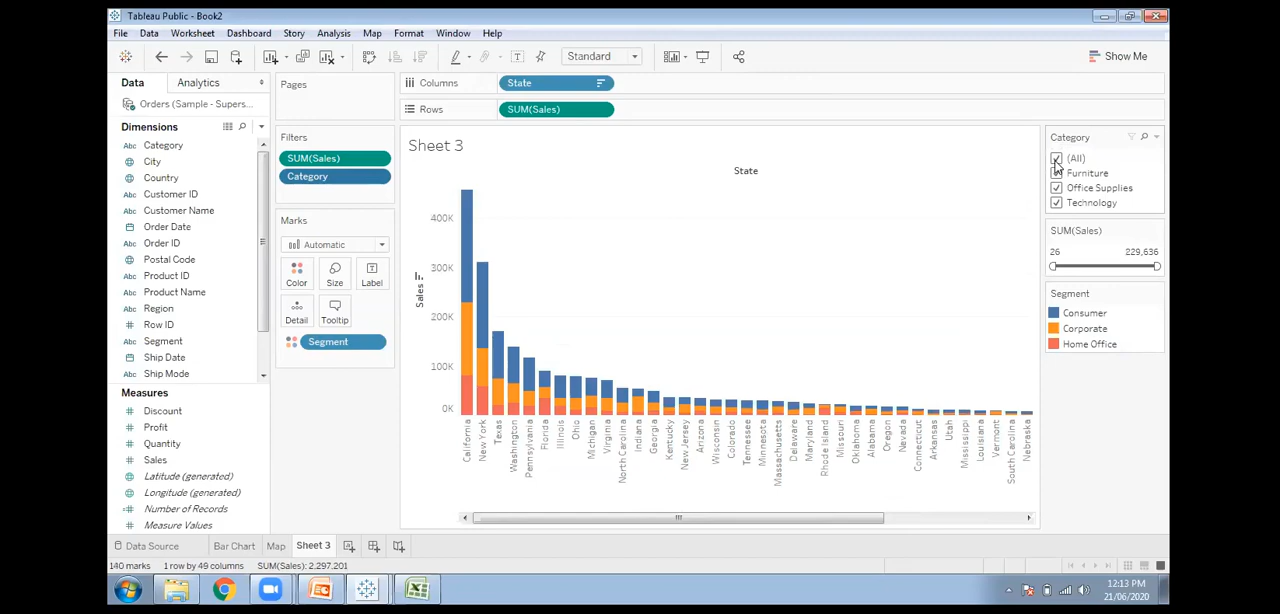 Tableau Public - Book2
File Data Worksheet Dashboard Story Analysis Map Format Window Help
Standard
Show Me
Data Analytics
Orders (Sample - Supers...
Dimensions
Category
City
Country
Customer ID
Customer Name
Order Date
Order ID
Postal Code
Product ID
Product Name
Region
Row ID
Segment
Ship Date
Ship Mode
Measures
Discount
Profit
Quantity
Sales
Latitude (generated)
Longitude (generated)
Number of Records
Measure Values
Pages
Filters
SUM(Sales)
Category
Marks
Automatic
Color Size Label
Detail Tooltip
Segment
Columns State
Rows SUM(Sales)
Sheet 3
State
Sales
400K
300K
200K
100K
0K
California
New York
Texas
Washington
Pennsylvania
Florida
Illinois
Ohio
Michigan
Virginia
North Carolina
Indiana
Georgia
Kentucky
New Jersey
Arizona
Wisconsin
Colorado
Tennessee
Minnesota
Massachusetts
Delaware
Maryland
Rhode Island
Missouri
Oklahoma
Alabama
Oregon
Nevada
Connecticut
Arkansas
Utah
Mississippi
Louisiana
Vermont
South Carolina
Nebraska
Category
(All)
Furniture
Office Supplies
Technology
SUM(Sales)
26 229,636
Segment
Consumer
Corporate
Home Office
Data Source Bar Chart Map Sheet 3
140 marks 1 row by 49 columns SUM(Sales): 2,297,201
12:13 PM
21/06/2020